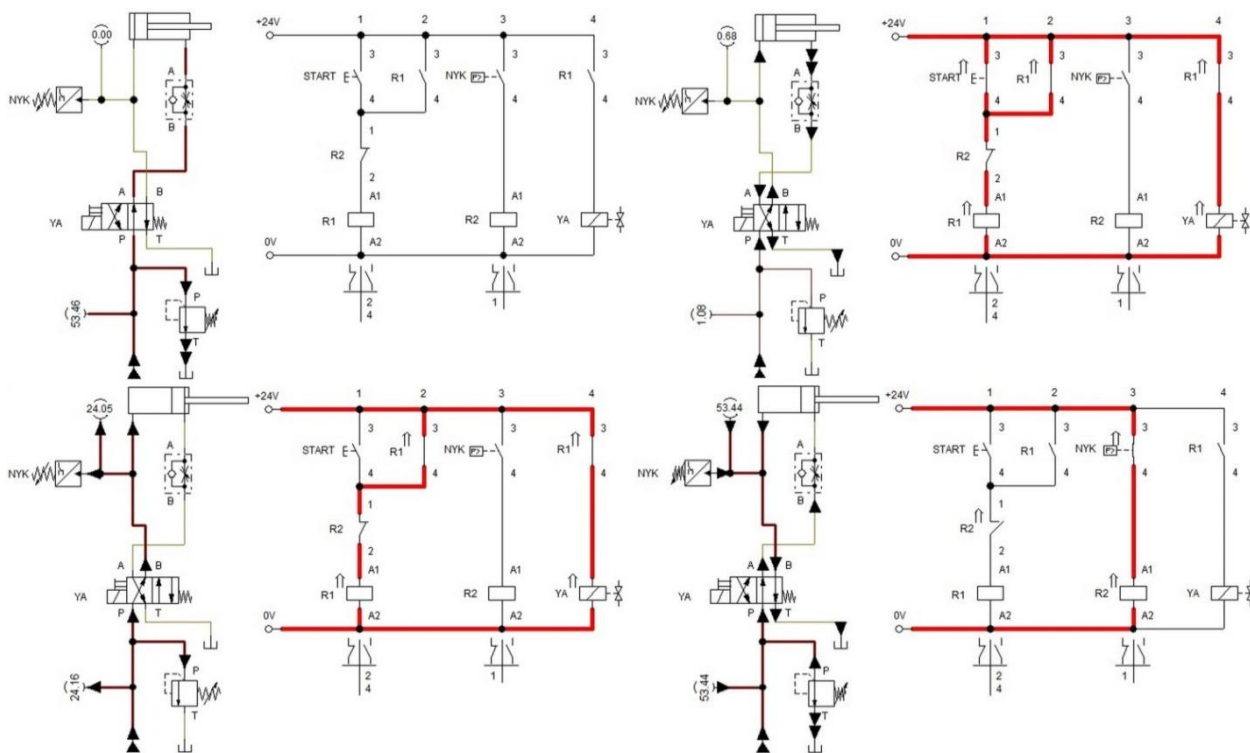 0.00
NYK
A
B
A B
YA
P T
53.46
P
T
1 2 3 4
+24V
3 3 3 3
START R1 NYK R1
4 4 4 4
1
R2
2
A1 A1
R1 R2 YA
A2 A2
0V
2 1
4
0.68
NYK
A
B
A B
YA
P T
1.08
P
T
1 2 3 4
+24V
3 3 3 3
START R1 NYK R1
4 4 4 4
1
R2
2
A1 A1
R1 R2 YA
A2 A2
0V
2 1
4
24.05
NYK
A
B
A B
YA
P T
24.16
P
T
1 2 3 4
+24V
3 3 3 3
START R1 NYK R1
4 4 4 4
1
R2
2
A1 A1
R1 R2 YA
A2 A2
0V
2 1
4
53.44
NYK
A
B
A B
YA
P T
53.44
P
T
1 2 3 4
+24V
3 3 3 3
START R1 NYK R1
4 4 4 4
1
R2
2
A1 A1
R1 R2 YA
A2 A2
0V
2 1
4